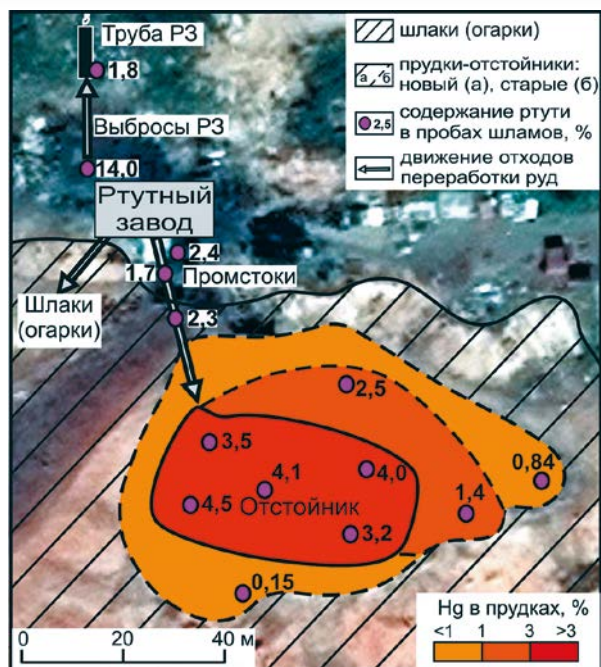 Труба РЗ
1,8
Выбросы РЗ
14,0
Ртутный
завод
2,4
1,7
Промстоки
Шлаки
(огарки)
2,3
2,5
3,5
0,84
4,1
4,0
4,5
1,4
Отстойник
3,2
0,15
0 20 40 м
шлаки (огарки)
а б
прудки-отстойники:
новый (а), старые (б)
2,5
содержание ртути
в пробах шламов, %
движение отходов
переработки руд
Hg в прудках, %
<1 1 3 >3